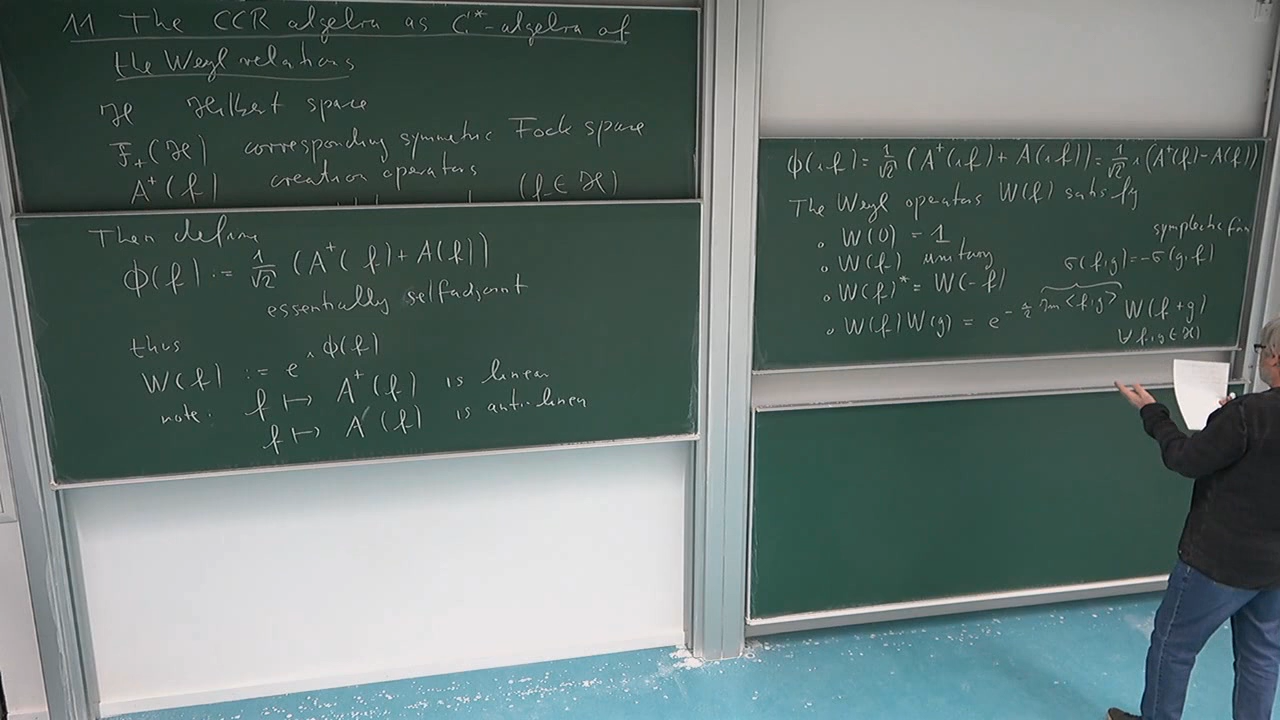 11 The CCR algebra as C*-algebra of
the Weyl relations
ℋ Hilbert space
F₊(ℋ) corresponding symmetric Fock space
A⁺(f) creation operators (f ∈ ℋ)
Then define
Φ(f) := 1/√2 (A⁺(f) + A(f))
essentially selfadjoint
thus
W(f) := e^{iΦ(f)}
note: f ↦ A⁺(f) is linear
f ↦ A(f) is anti-linear
Φ(if) = 1/√2 (A⁺(if) + A(if)) = 1/√2 i (A⁺(f) - A(f))
The Weyl operators W(f) satisfy
∘ W(0) = 1
symplectic
∘ W(f) unitary
σ(f,g) = -σ(g,f)
∘ W(f)* = W(-f)
∘ W(f)W(g) = e^{-i/2 Im<f,g>} W(f+g)
∀ f,g ∈ ℋ